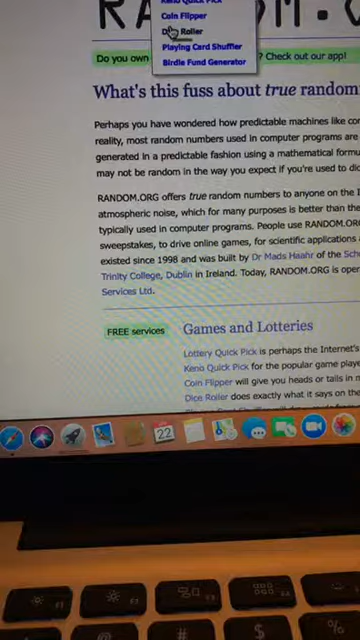 Keno Quick Pick
Coin Flipper
Roller
Playing Card Shuffler
Birdie Fund Generator
Do you own
? Check out our app!
What's this fuss about true random
Perhaps you have wondered how predictable machines like
reality, most random numbers used in computer programs are
generated in a predictable fashion using a mathematical
may not be random in the way you expect if you're used to
RANDOM.ORG offers true random numbers to anyone on the
atmospheric noise, which for many purposes is better than the
typically used in computer programs. People use RANDOM.
sweepstakes, to drive online games, for scientific applications
existed since 1998 and was built by Dr Mads Haahr of the
Trinity College, Dublin in Ireland. Today, RANDOM.ORG is
Services Ltd.
FREE services
Games and Lotteries
Lottery Quick Pick is perhaps the Internet's
Keno Quick Pick for the popular game
Coin Flipper will give you heads or tails in
Dice Roller does exactly what it says on the
22
F1
F2
F3
F4
@
#
$
%